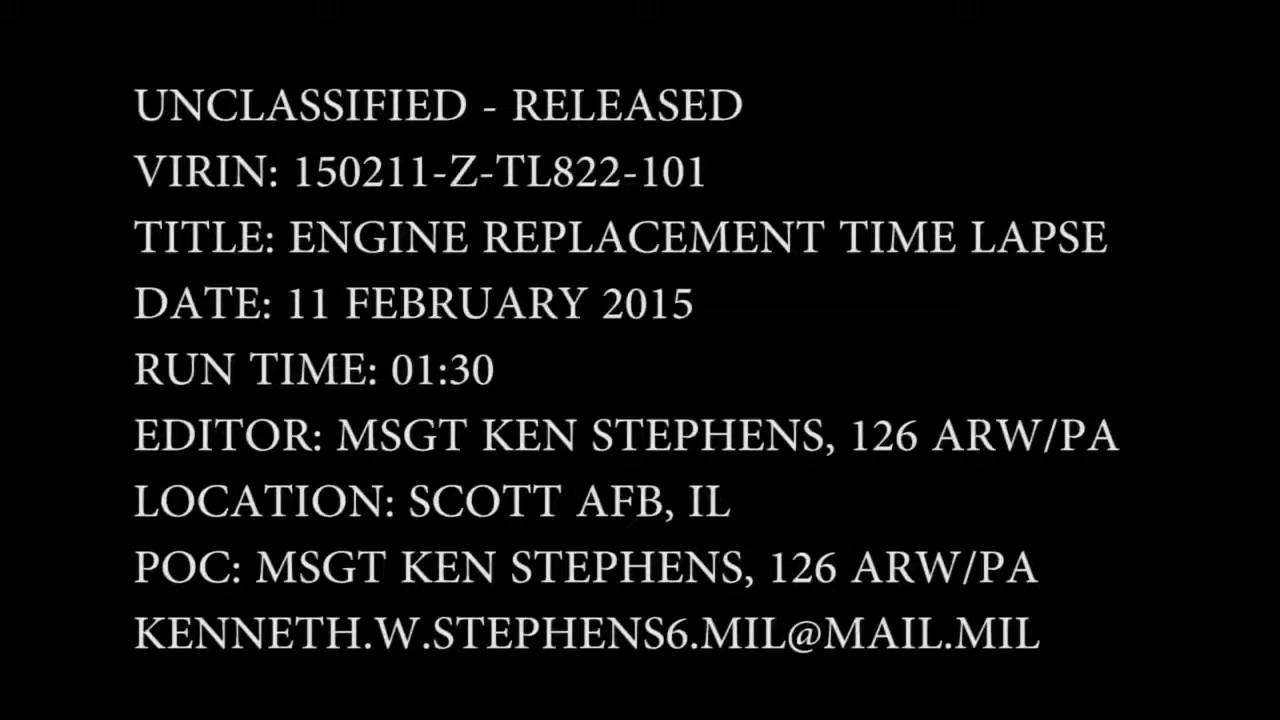 UNCLASSIFIED - RELEASED
VIRIN: 150211-Z-TL822-101
TITLE: ENGINE REPLACEMENT TIME LAPSE
DATE: 11 FEBRUARY 2015
RUN TIME: 01:30
EDITOR: MSGT KEN STEPHENS, 126 ARW/PA
LOCATION: SCOTT AFB, IL
POC: MSGT KEN STEPHENS, 126 ARW/PA
KENNETH.W.STEPHENS6.MIL@MAIL.MIL